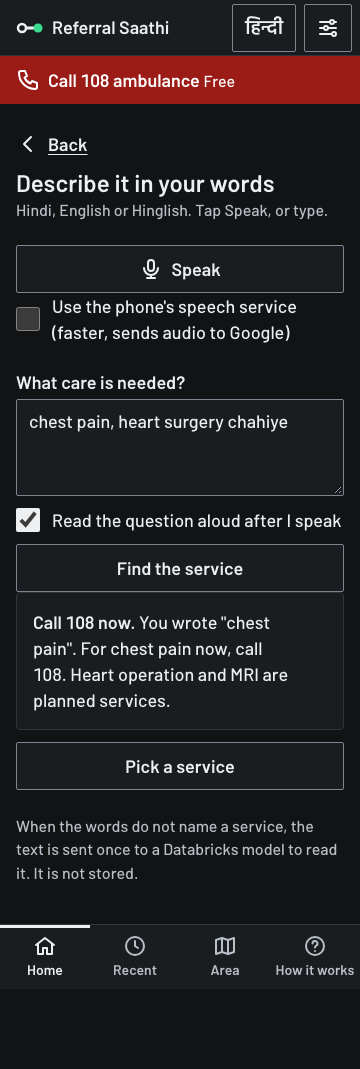 Referral Saathi
हिन्दी
Call 108 ambulance Free
Back
Describe it in your words
Hindi, English or Hinglish. Tap Speak, or type.
Speak
Use the phone's speech service
(faster, sends audio to Google)
What care is needed?
chest pain, heart surgery chahiye
Read the question aloud after I speak
Find the service
Call 108 now. You wrote "chest
pain". For chest pain now, call
108. Heart operation and MRI are
planned services.
Pick a service
When the words do not name a service, the
text is sent once to a Databricks model to read
it. It is not stored.
Home
Recent
Area
How it works